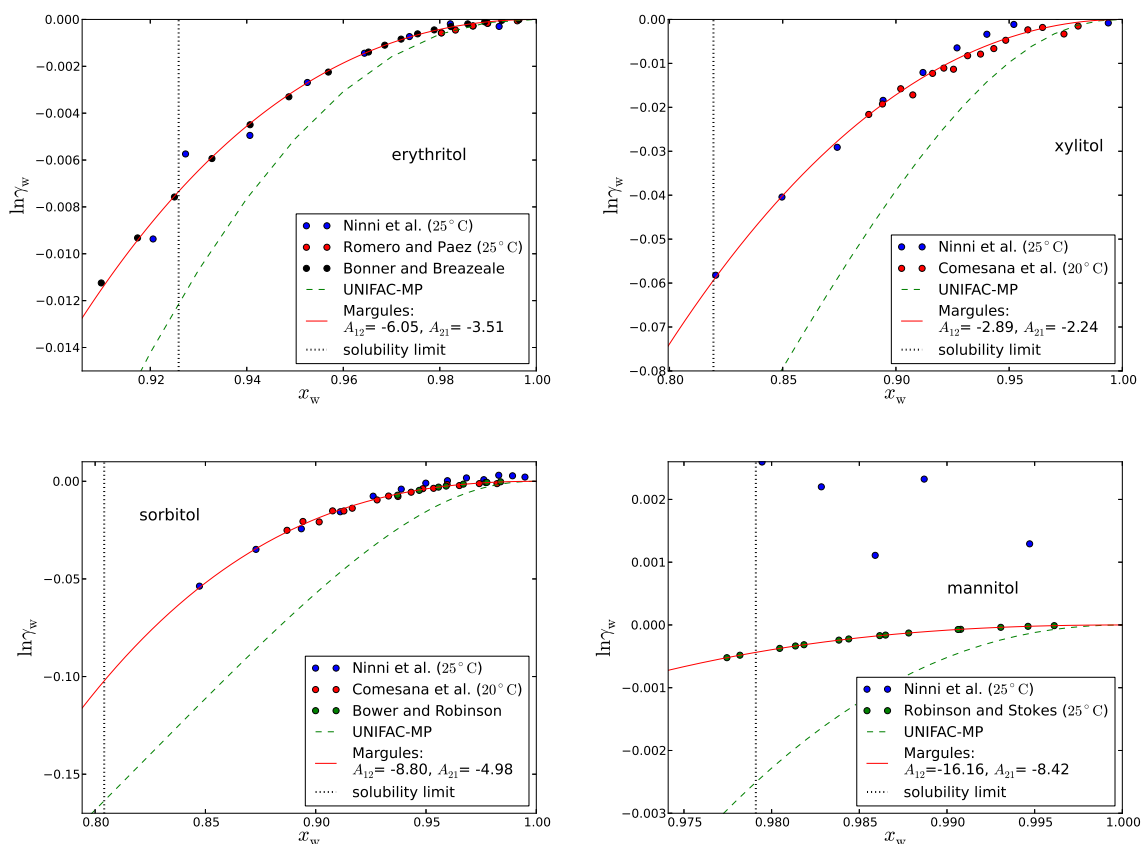 0.000
−0.002
−0.004
−0.006
−0.008
−0.010
−0.012
−0.014
lnγw
0.92
0.94
0.96
0.98
1.00
xw
erythritol
Ninni et al. (25°C)
Romero and Paez (25°C)
Bonner and Breazeale
UNIFAC-MP
Margules:
A12= -6.05, A21= -3.51
solubility limit
0.00
−0.01
−0.02
−0.03
−0.04
−0.05
−0.06
−0.07
−0.08
lnγw
0.80
0.85
0.90
0.95
1.00
xw
xylitol
Ninni et al. (25°C)
Comesana et al. (20°C)
UNIFAC-MP
Margules:
A12= -2.89, A21= -2.24
solubility limit
0.00
−0.05
−0.10
−0.15
lnγw
0.80
0.85
0.90
0.95
1.00
xw
sorbitol
Ninni et al. (25°C)
Comesana et al. (20°C)
Bower and Robinson
UNIFAC-MP
Margules:
A12= -8.80, A21= -4.98
solubility limit
0.002
0.001
0.000
−0.001
−0.002
−0.003
lnγw
0.975
0.980
0.985
0.990
0.995
1.000
xw
mannitol
Ninni et al. (25°C)
Robinson and Stokes (25°C)
UNIFAC-MP
Margules:
A12=-16.16, A21= -8.42
solubility limit